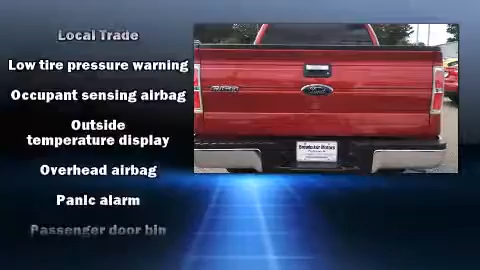 Local Trade
Low tire pressure warning
Occupant sensing airbag
Outside
temperature display
Overhead airbag
Panic alarm
Passenger door bin
Ford